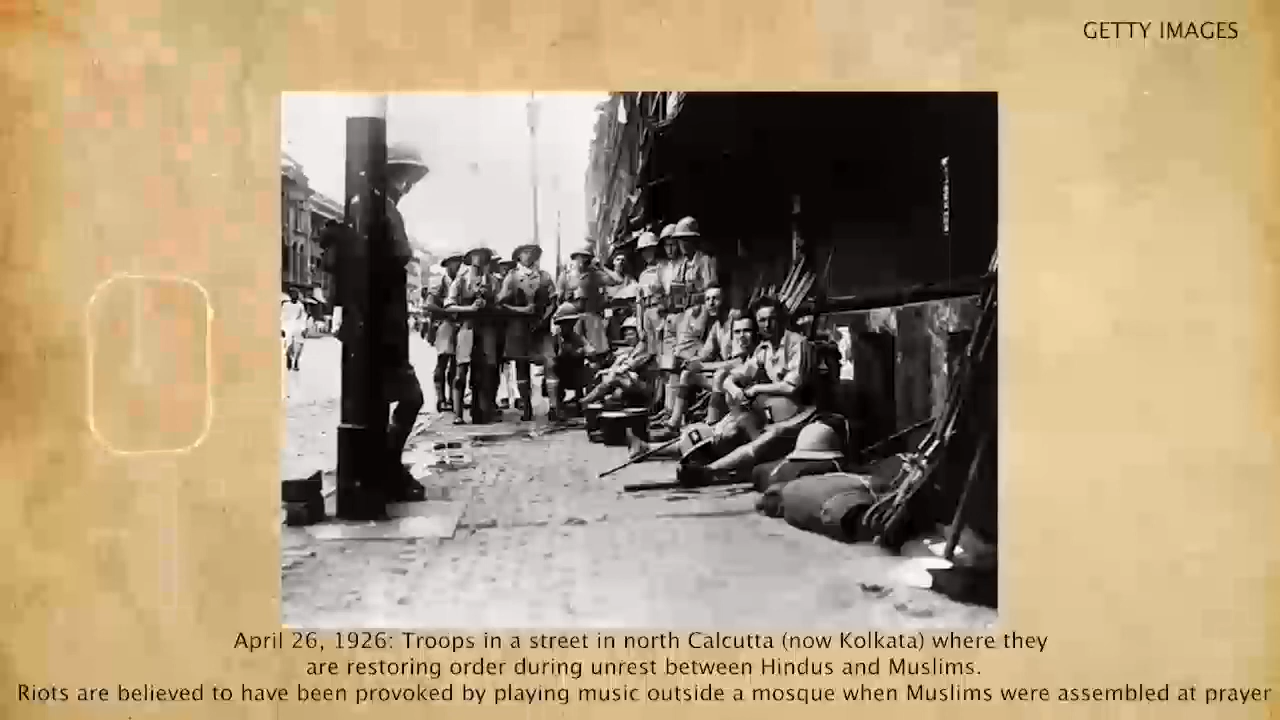 GETTY IMAGES
April 26, 1926: Troops in a street in north Calcutta (now Kolkata) where they
are restoring order during unrest between Hindus and Muslims.
Riots are believed to have been provoked by playing music outside a mosque when Muslims were assembled at prayer